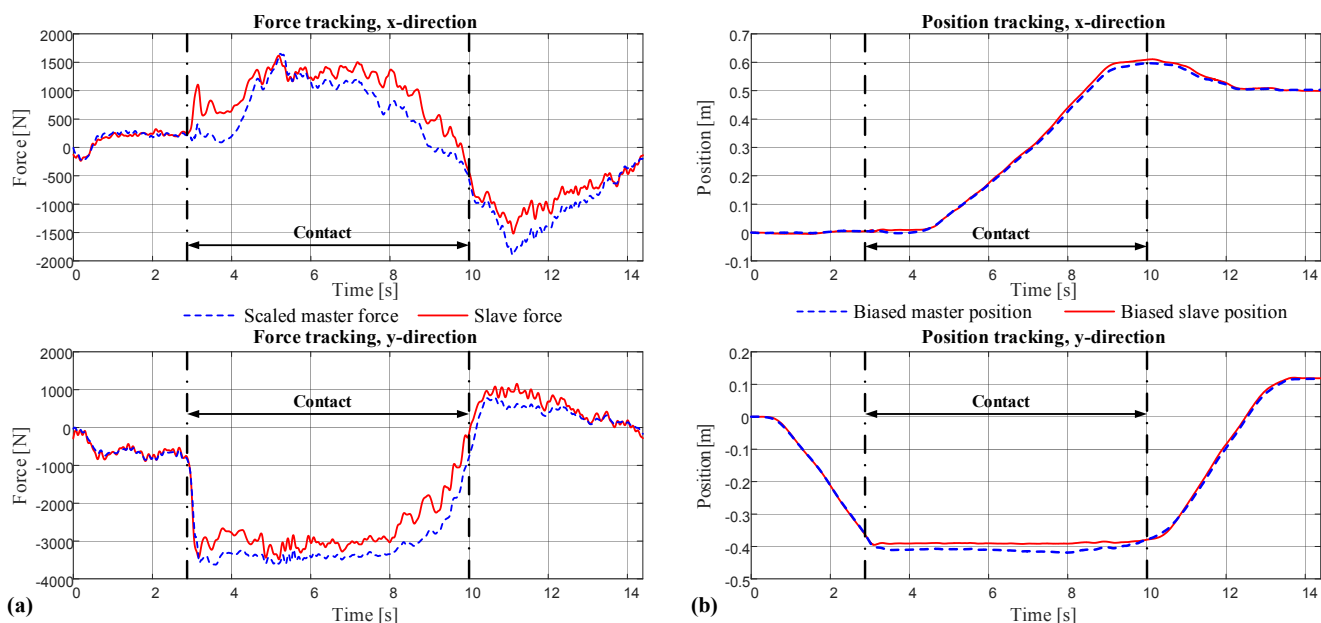 Force tracking, x-direction
2000
1500
1000
500
0
-500
-1000
-1500
-2000
Force [N]
Contact
0 2 4 6 8 10 12 14
Time [s]
Position tracking, x-direction
0.7
0.6
0.5
0.4
0.3
0.2
0.1
0
-0.1
Position [m]
Contact
0 2 4 6 8 10 12 14
Time [s]
Scaled master force Slave force
Biased master position Biased slave position
Force tracking, y-direction
2000
1000
0
-1000
-2000
-3000
-4000
Force [N]
Contact
0 2 4 6 8 10 12 14
Time [s]
(a)
Position tracking, y-direction
0.2
0.1
0
-0.1
-0.2
-0.3
-0.4
-0.5
Position [m]
Contact
0 2 4 6 8 10 12 14
Time [s]
(b)